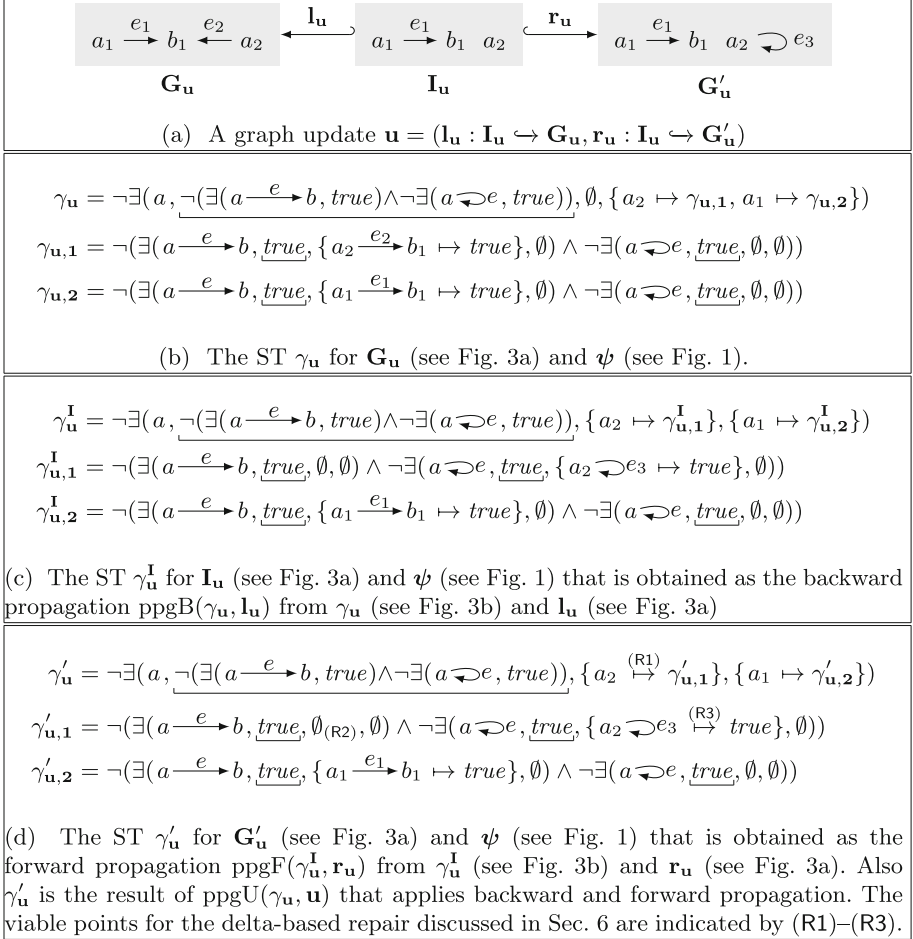 a₁ —e₁→ b₁ ←e₂— a₂   lᵤ   a₁ —e₁→ b₁ a₂   rᵤ   a₁ —e₁→ b₁ a₂ ⟲ e₃
Gᵤ   Iᵤ   G′ᵤ
(a) A graph update u = (lᵤ : Iᵤ ↪ Gᵤ, rᵤ : Iᵤ ↪ G′ᵤ)
γᵤ = ¬∃(a, ¬(∃(a —e→ b, true)∧¬∃(a ⟲ e, true)), ∅, {a₂ ↦ γᵤ,₁, a₁ ↦ γᵤ,₂})
γᵤ,₁ = ¬(∃(a —e→ b, true, {a₂ —e₂→ b₁ ↦ true}, ∅) ∧ ¬∃(a ⟲ e, true, ∅, ∅))
γᵤ,₂ = ¬(∃(a —e→ b, true, {a₁ —e₁→ b₁ ↦ true}, ∅) ∧ ¬∃(a ⟲ e, true, ∅, ∅))
(b) The ST γᵤ for Gᵤ (see Fig. 3a) and ψ (see Fig. 1).
γᵤᴵ = ¬∃(a, ¬(∃(a —e→ b, true)∧¬∃(a ⟲ e, true)), {a₂ ↦ γᴵᵤ,₁}, {a₁ ↦ γᴵᵤ,₂})
γᴵᵤ,₁ = ¬(∃(a —e→ b, true, ∅, ∅) ∧ ¬∃(a ⟲ e, true, {a₂ ⟲ e₃ ↦ true}, ∅))
γᴵᵤ,₂ = ¬(∃(a —e→ b, true, {a₁ —e₁→ b₁ ↦ true}, ∅) ∧ ¬∃(a ⟲ e, true, ∅, ∅))
(c) The ST γᵤᴵ for Iᵤ (see Fig. 3a) and ψ (see Fig. 1) that is obtained as the backward
propagation ppgB(γᵤ, lᵤ) from γᵤ (see Fig. 3b) and lᵤ (see Fig. 3a)
γ′ᵤ = ¬∃(a, ¬(∃(a —e→ b, true)∧¬∃(a ⟲ e, true)), {a₂ ↦(R1) γ′ᵤ,₁}, {a₁ ↦ γ′ᵤ,₂})
γ′ᵤ,₁ = ¬(∃(a —e→ b, true, ∅(R2), ∅) ∧ ¬∃(a ⟲ e, true, {a₂ ⟲ e₃ ↦(R3) true}, ∅))
γ′ᵤ,₂ = ¬(∃(a —e→ b, true, {a₁ —e₁→ b₁ ↦ true}, ∅) ∧ ¬∃(a ⟲ e, true, ∅, ∅))
(d) The ST γ′ᵤ for G′ᵤ (see Fig. 3a) and ψ (see Fig. 1) that is obtained as the
forward propagation ppgF(γᵤᴵ, rᵤ) from γᵤᴵ (see Fig. 3b) and rᵤ (see Fig. 3a). Also
γ′ᵤ is the result of ppgU(γᵤ, u) that applies backward and forward propagation. The
viable points for the delta-based repair discussed in Sec. 6 are indicated by (R1)–(R3).